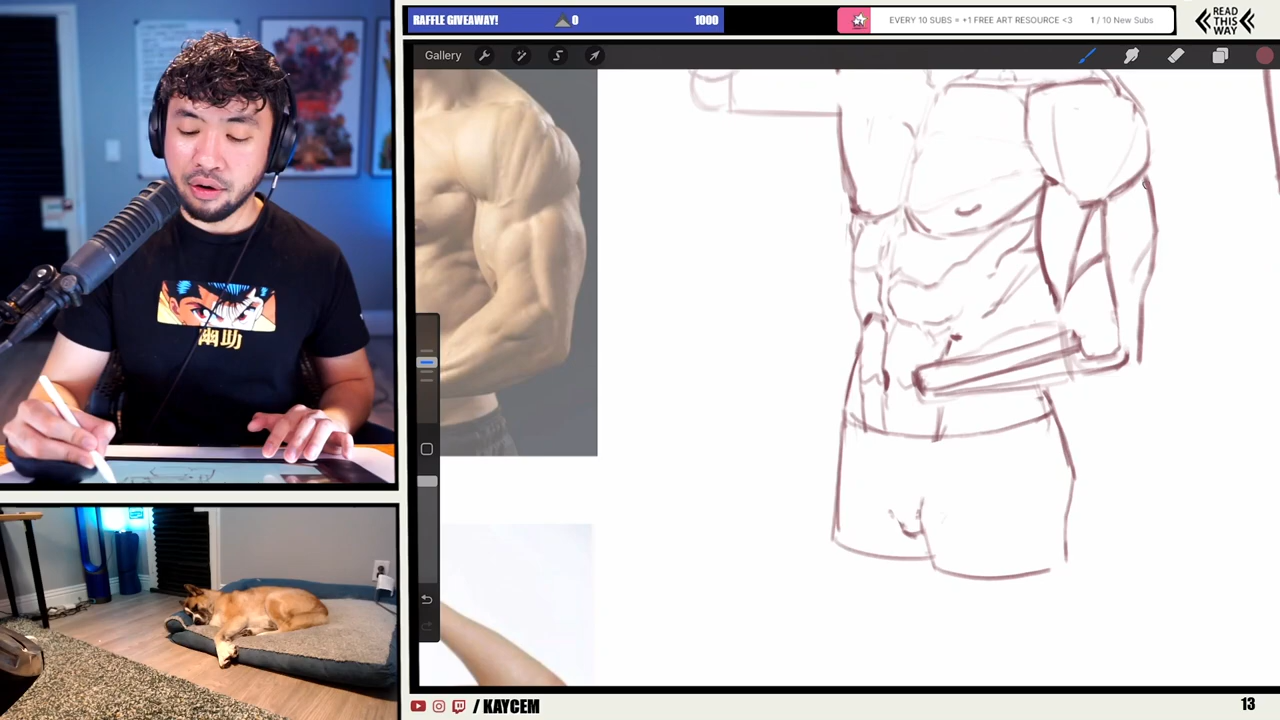 RAFFLE GIVEAWAY! 0 1000
EVERY 10 SUBS = +1 FREE ART RESOURCE <3 1 / 10 New Subs
READ
THIS
WAY
Gallery
幽助
/ KAYCEM
13